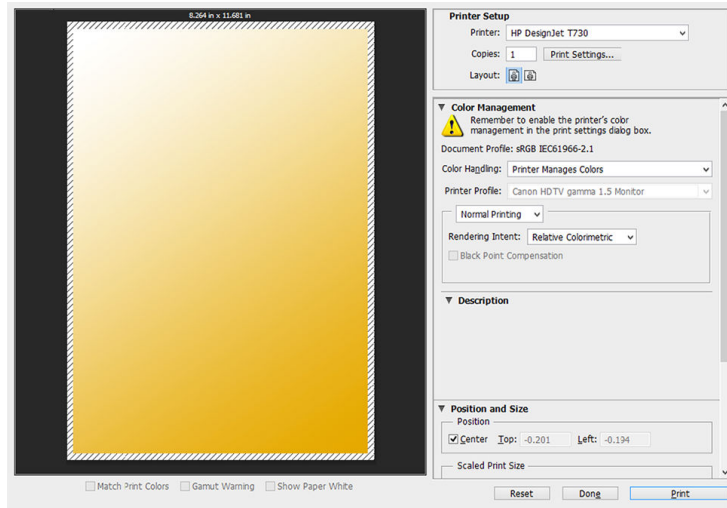 8.264 in x 11.681 in
Printer Setup
Printer: HP DesignJet T730
Copies: 1 Print Settings...
Layout:
Color Management
Remember to enable the printer's color
management in the print settings dialog box.
Document Profile: sRGB IEC61966-2.1
Color Handling: Printer Manages Colors
Printer Profile: Canon HDTV gamma 1.5 Monitor
Normal Printing
Rendering Intent: Relative Colorimetric
Black Point Compensation
Description
Position and Size
Position
Center Top: -0.201 Left: -0.194
Scaled Print Size
Match Print Colors Gamut Warning Show Paper White
Reset Done Print